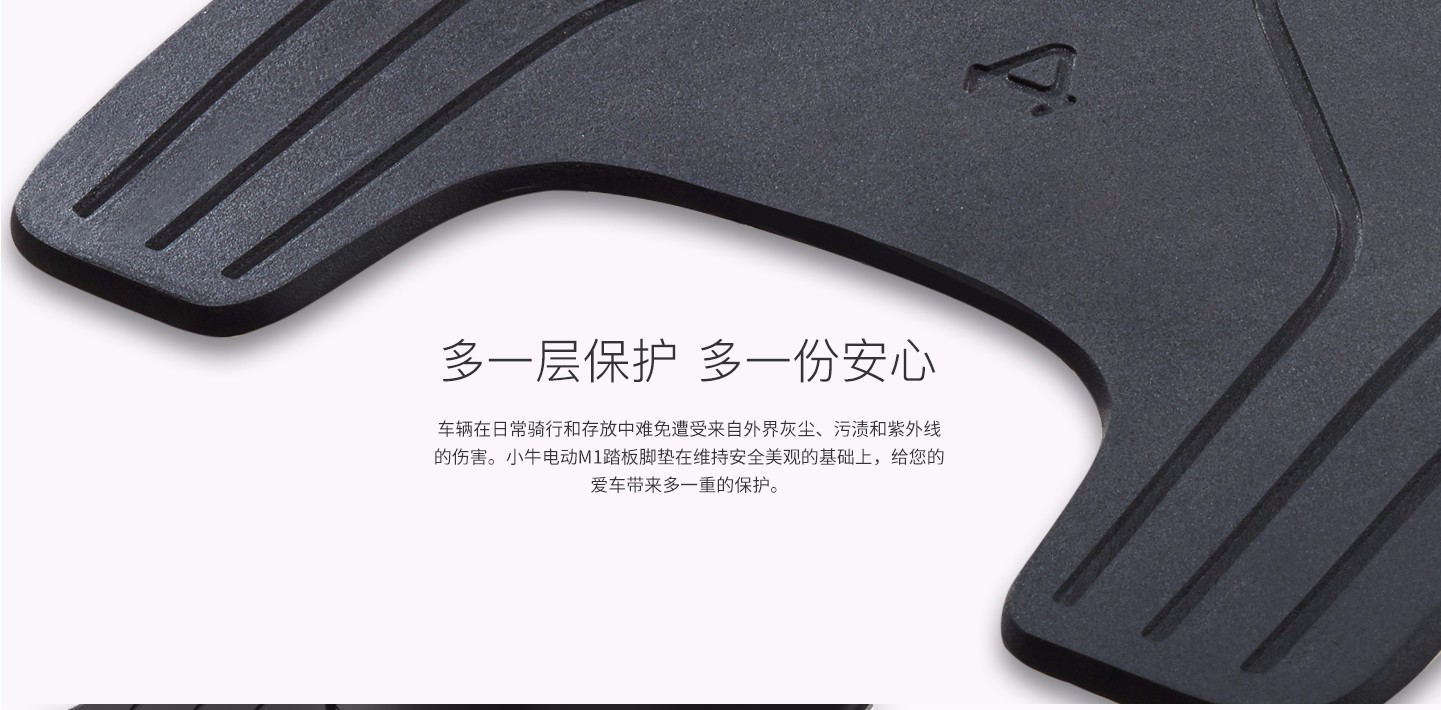 多一层保护 多一份安心
车辆在日常骑行和存放中难免遭受来自外界灰尘、污渍和紫外线
的伤害。小牛电动M1踏板脚垫在维持安全美观的基础上，给您的
爱车带来多一重的保护。